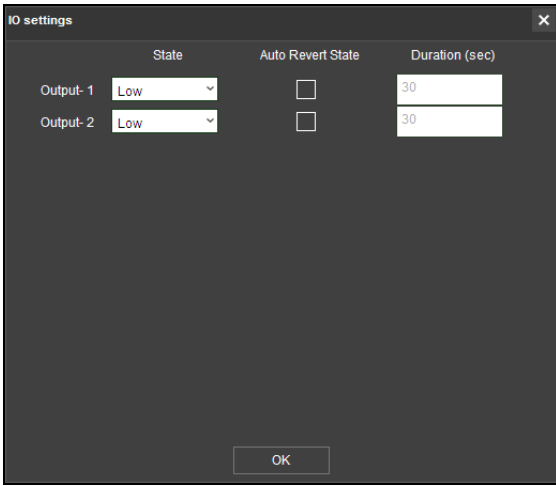 IO settings
State Auto Revert State Duration (sec)
Output- 1 Low 30
Output- 2 Low 30
OK